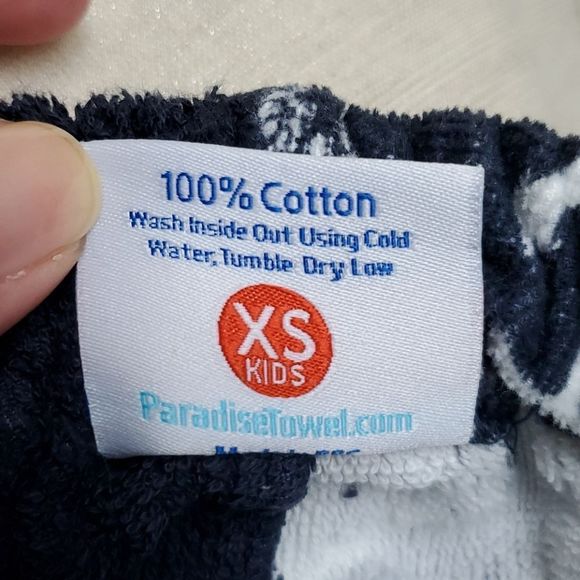 100% Cotton
Wash Inside Out Using Cold
Water, Tumble Dry Low
XS
KIDS
ParadiseTowel.com